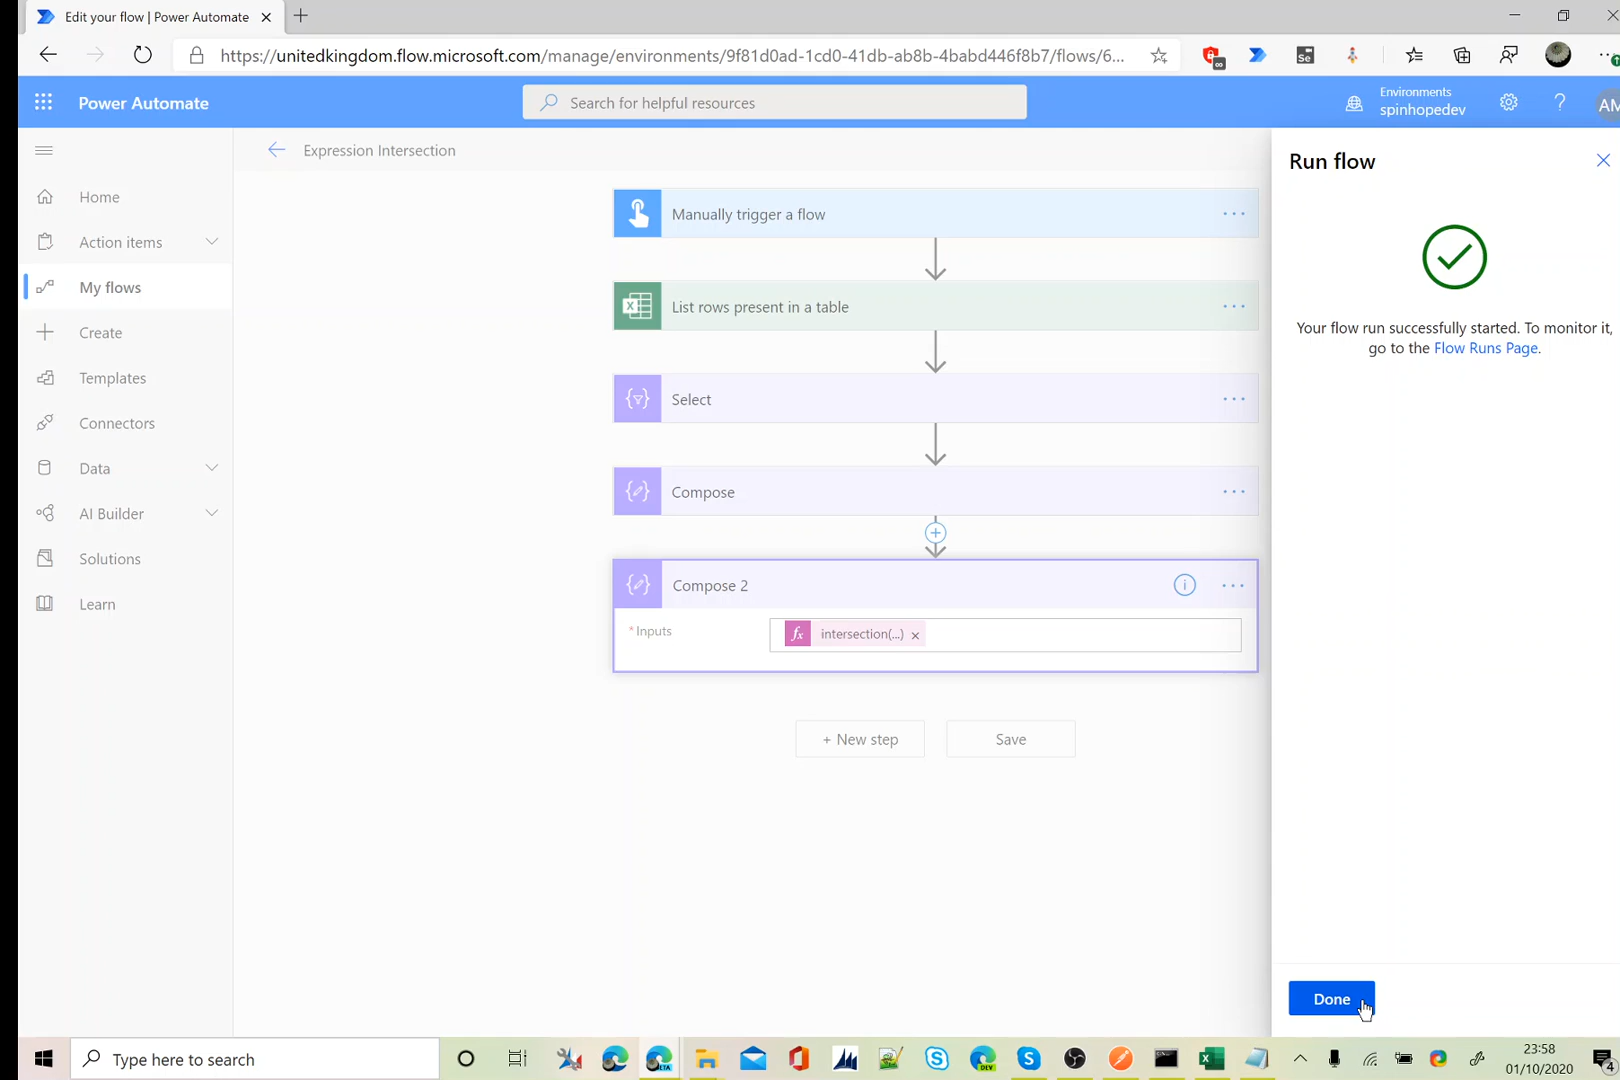 Edit your flow | Power Automate
https://unitedkingdom.flow.microsoft.com/manage/environments/9f81d0ad-1cd0-41db-ab8b-4babd446f8b7/flows/6...
Power Automate
Search for helpful resources
Environments
spinhopedev
?
AM
Home
Action items
My flows
Create
Templates
Connectors
Data
AI Builder
Solutions
Learn
Expression Intersection
Manually trigger a flow
List rows present in a table
Select
Compose
Compose 2
* Inputs
fx intersection(...) ×
+ New step
Save
Run flow
Your flow run successfully started. To monitor it,
go to the Flow Runs Page.
Done
Type here to search
23:58
01/10/2020
4